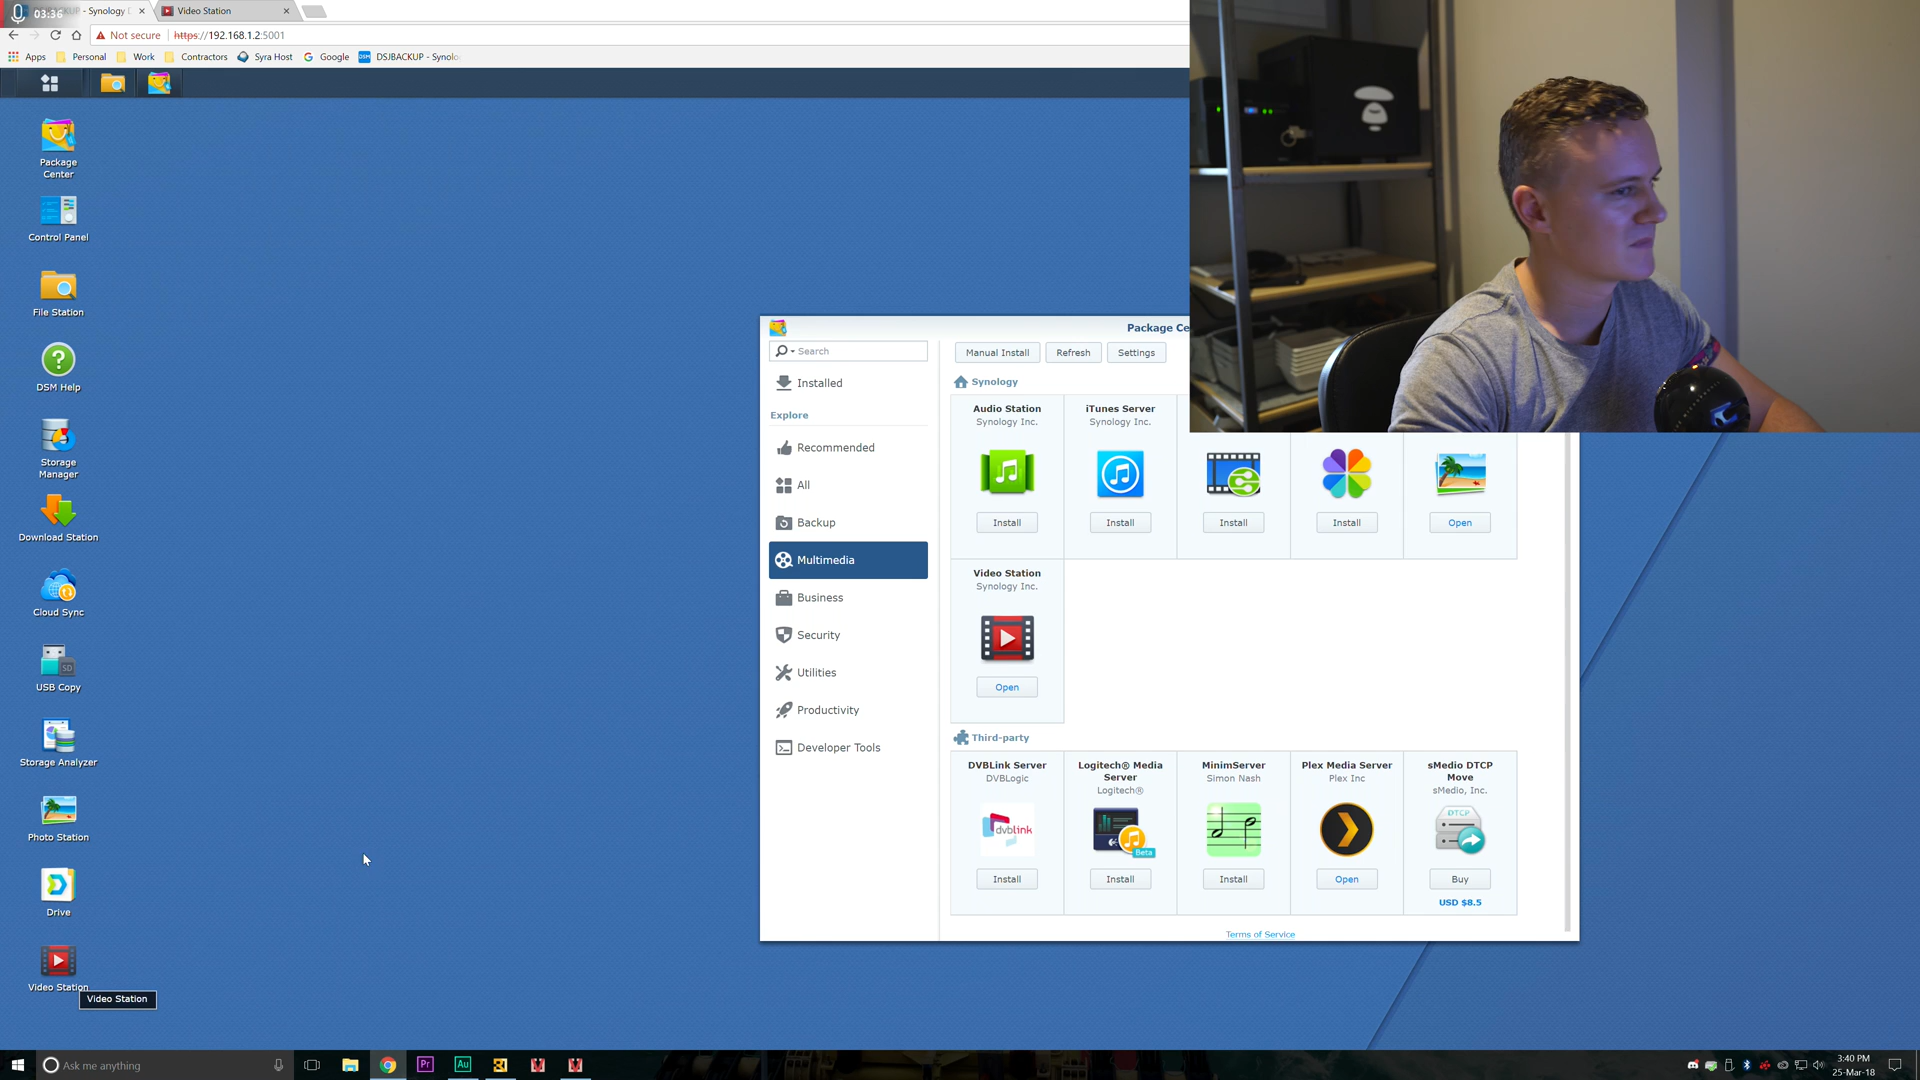 03:36
- Synology D
Video Station
Not secure
https://192.168.1.2:5001
Apps
Personal
Work
Contractors
Syra Host
Google
DSM
DSJBACKUP - Synolo
Package
Center
Control Panel
File Station
DSM Help
Storage
Manager
Download Station
Cloud Sync
USB Copy
SD
Storage Analyzer
Photo Station
Drive
Video Station
Video Station
Package Ce
Search
Manual Install
Refresh
Settings
Installed
Explore
Recommended
All
Backup
Multimedia
Business
Security
Utilities
Productivity
Developer Tools
Synology
Audio Station
Synology Inc.
Install
iTunes Server
Synology Inc.
Install
Install
Install
Open
Video Station
Synology Inc.
Open
Third-party
DVBLink Server
DVBLogic
dvblink
Install
Logitech® Media
Server
Logitech®
Beta
Install
MinimServer
Simon Nash
Install
Plex Media Server
Plex Inc
Open
sMedio DTCP
Move
sMedio, Inc.
DTCP
Buy
USD $8.5
Terms of Service
Ask me anything
Pr
Au
3:40 PM
25-Mar-18